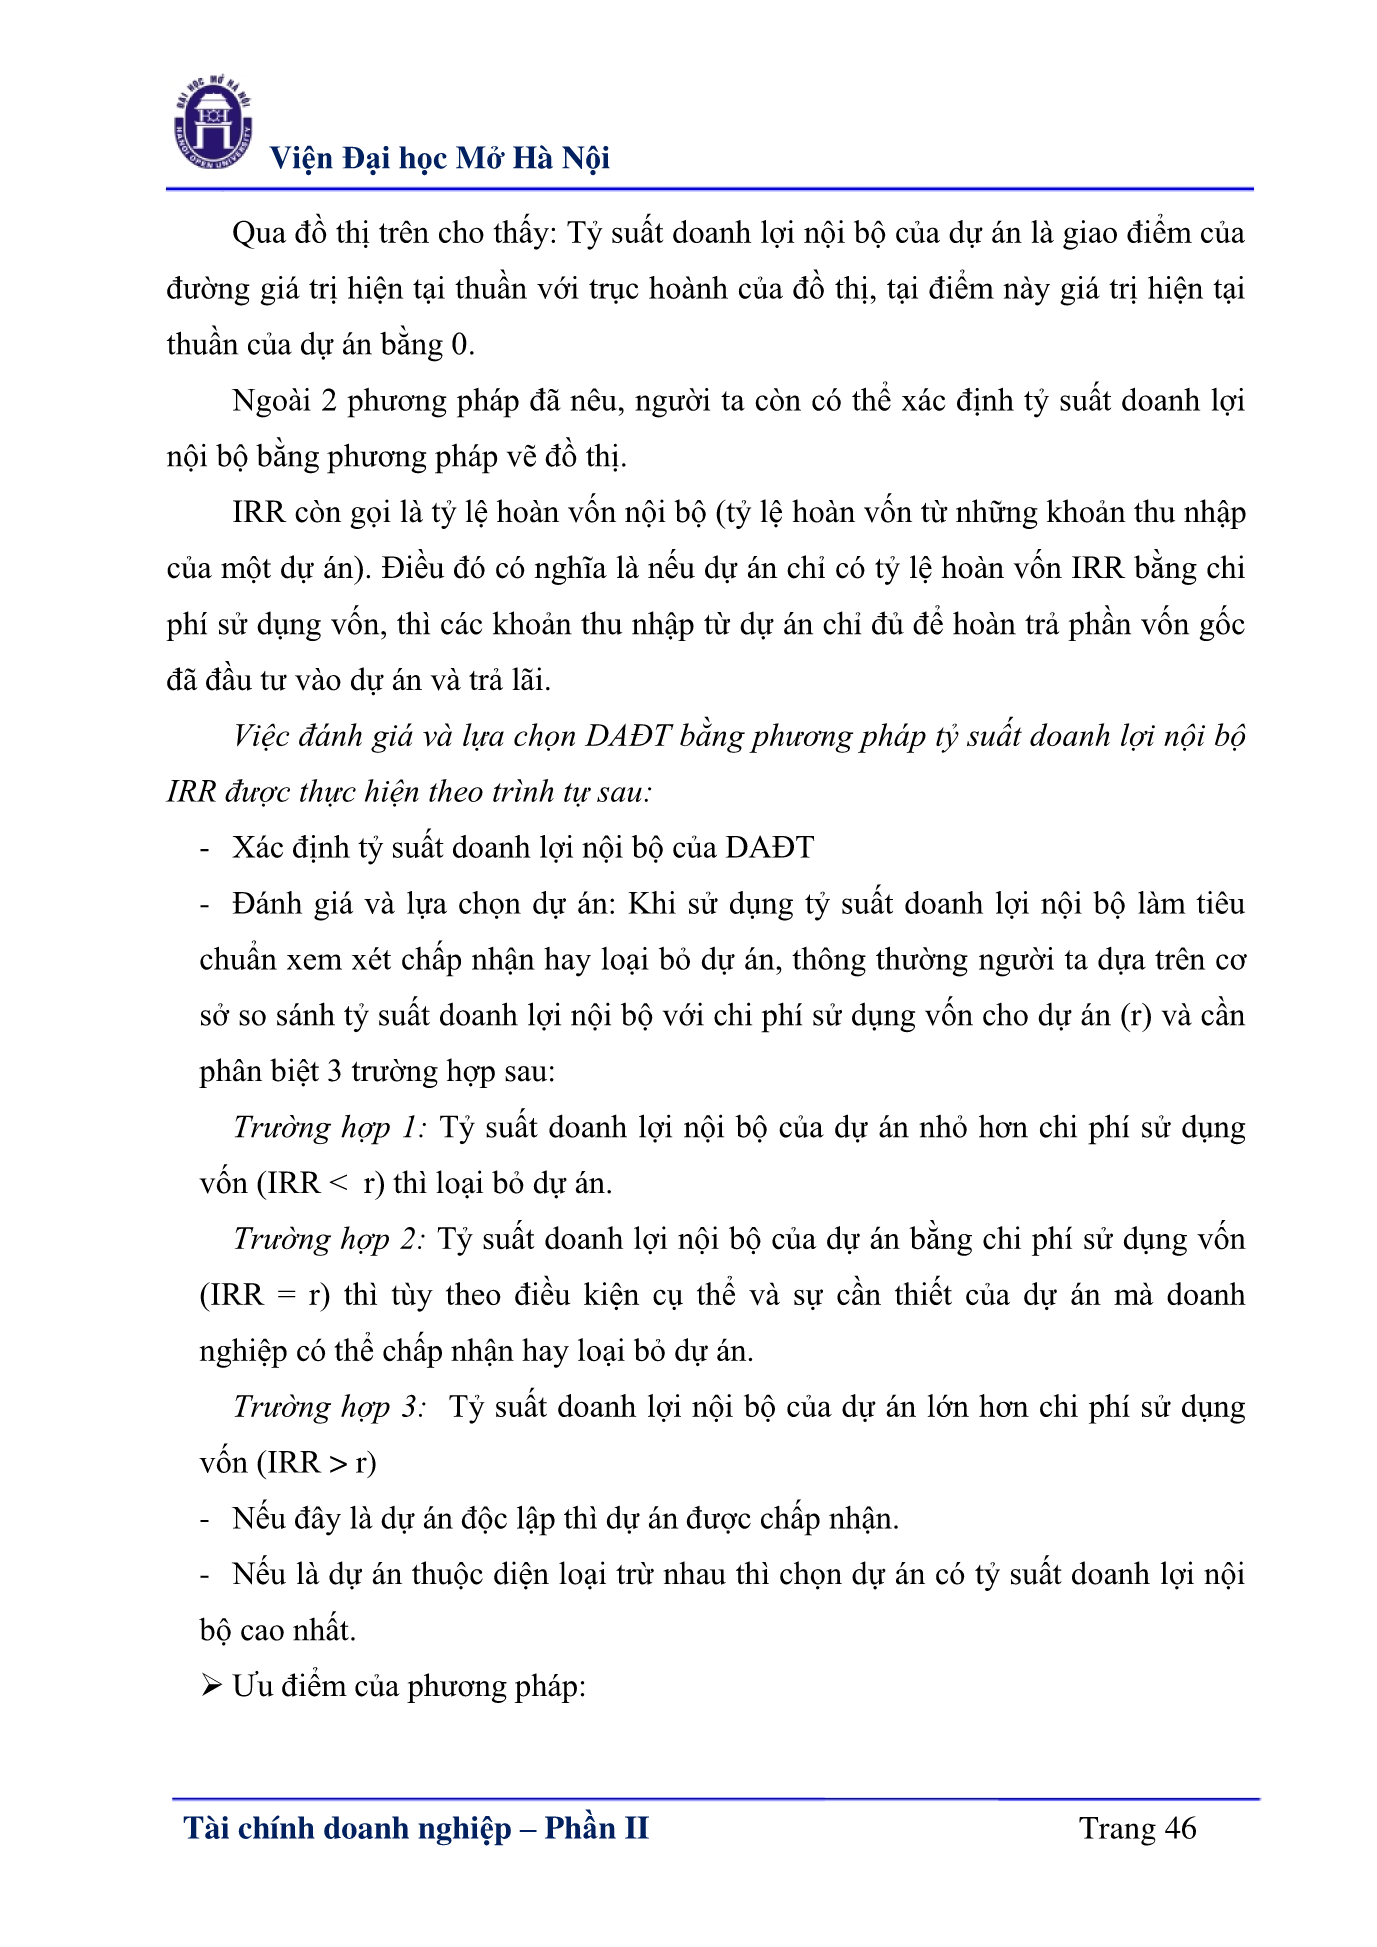 ĐẠI HỌC MỞ HÀ NỘI
HANOI OPEN UNIVERSITY
Viện Đại học Mở Hà Nội
Qua đồ thị trên cho thấy: Tỷ suất doanh lợi nội bộ của dự án là giao điểm của
đường giá trị hiện tại thuần với trục hoành của đồ thị, tại điểm này giá trị hiện tại
thuần của dự án bằng 0.
Ngoài 2 phương pháp đã nêu, người ta còn có thể xác định tỷ suất doanh lợi
nội bộ bằng phương pháp vẽ đồ thị.
IRR còn gọi là tỷ lệ hoàn vốn nội bộ (tỷ lệ hoàn vốn từ những khoản thu nhập
của một dự án). Điều đó có nghĩa là nếu dự án chỉ có tỷ lệ hoàn vốn IRR bằng chi
phí sử dụng vốn, thì các khoản thu nhập từ dự án chỉ đủ để hoàn trả phần vốn gốc
đã đầu tư vào dự án và trả lãi.
Việc đánh giá và lựa chọn DAĐT bằng phương pháp tỷ suất doanh lợi nội bộ
IRR được thực hiện theo trình tự sau:
- Xác định tỷ suất doanh lợi nội bộ của DAĐT
- Đánh giá và lựa chọn dự án: Khi sử dụng tỷ suất doanh lợi nội bộ làm tiêu
chuẩn xem xét chấp nhận hay loại bỏ dự án, thông thường người ta dựa trên cơ
sở so sánh tỷ suất doanh lợi nội bộ với chi phí sử dụng vốn cho dự án (r) và cần
phân biệt 3 trường hợp sau:
Trường hợp 1: Tỷ suất doanh lợi nội bộ của dự án nhỏ hơn chi phí sử dụng
vốn (IRR < r) thì loại bỏ dự án.
Trường hợp 2: Tỷ suất doanh lợi nội bộ của dự án bằng chi phí sử dụng vốn
(IRR = r) thì tùy theo điều kiện cụ thể và sự cần thiết của dự án mà doanh
nghiệp có thể chấp nhận hay loại bỏ dự án.
Trường hợp 3: Tỷ suất doanh lợi nội bộ của dự án lớn hơn chi phí sử dụng
vốn (IRR > r)
- Nếu đây là dự án độc lập thì dự án được chấp nhận.
- Nếu là dự án thuộc diện loại trừ nhau thì chọn dự án có tỷ suất doanh lợi nội
bộ cao nhất.
➢ Ưu điểm của phương pháp:
Tài chính doanh nghiệp – Phần II Trang 46